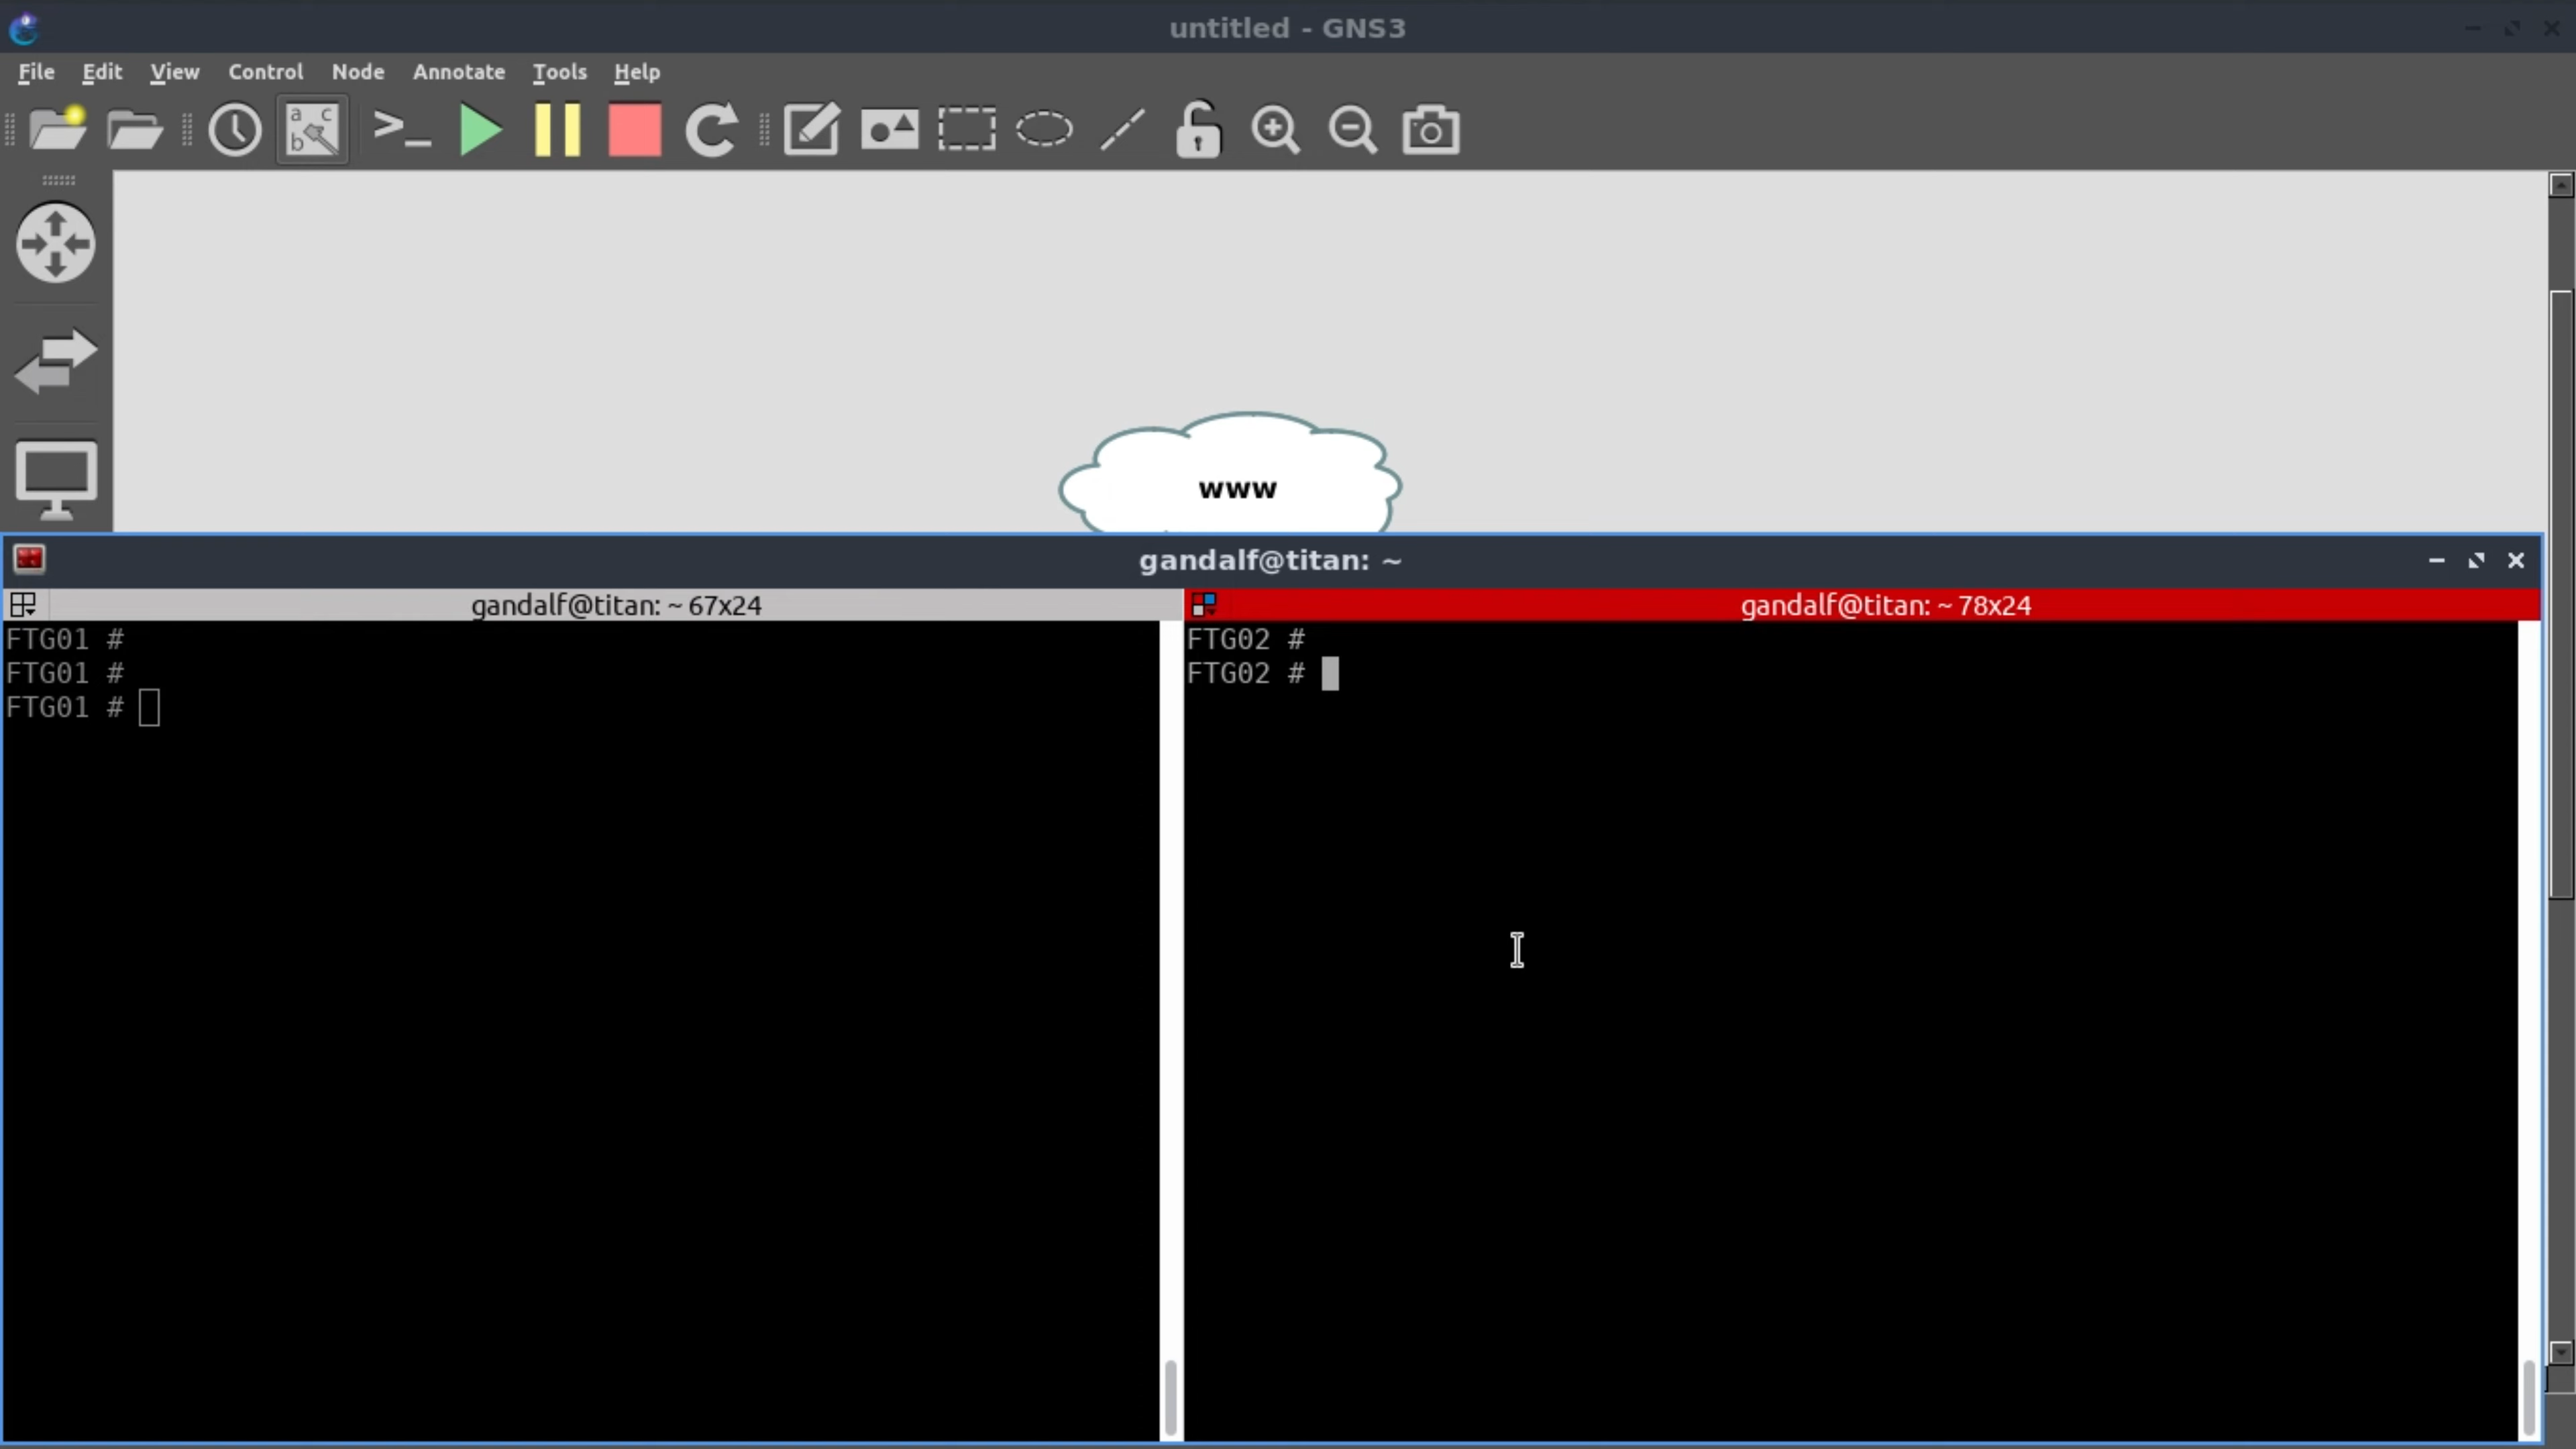 untitled - GNS3
File Edit View Control Node Annotate Tools Help
a c
b
www
gandalf@titan: ~
gandalf@titan: ~ 67x24
gandalf@titan: ~ 78x24
FTG01 #
FTG01 #
FTG01 #
FTG02 #
FTG02 #